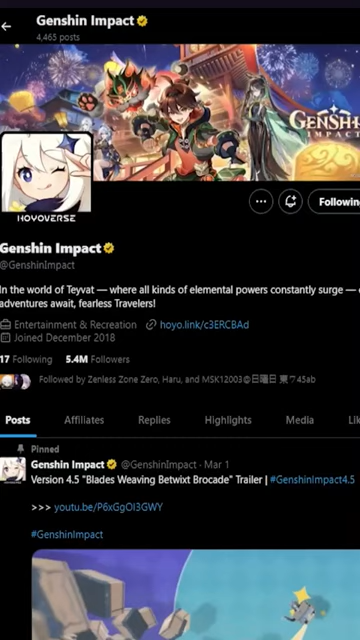 Genshin Impact
4,465 posts
GENSHI
IMPACT
HOYOVERSE
Followin
Genshin Impact
@GenshinImpact
In the world of Teyvat — where all kinds of elemental powers constantly surge —
adventures await, fearless Travelers!
Entertainment & Recreation hoyo.link/c3ERCBAd
Joined December 2018
17 Following 5.4M Followers
Followed by Zenless Zone Zero, Haru, and MSK12003@日曜日 東 45ab
Posts Affiliates Replies Highlights Media Lik
Pinned
Genshin Impact @GenshinImpact · Mar 1
Version 4.5 "Blades Weaving Betwixt Brocade" Trailer | #GenshinImpact4.5
>>> youtu.be/P6xGgOI3GWY
#GenshinImpact